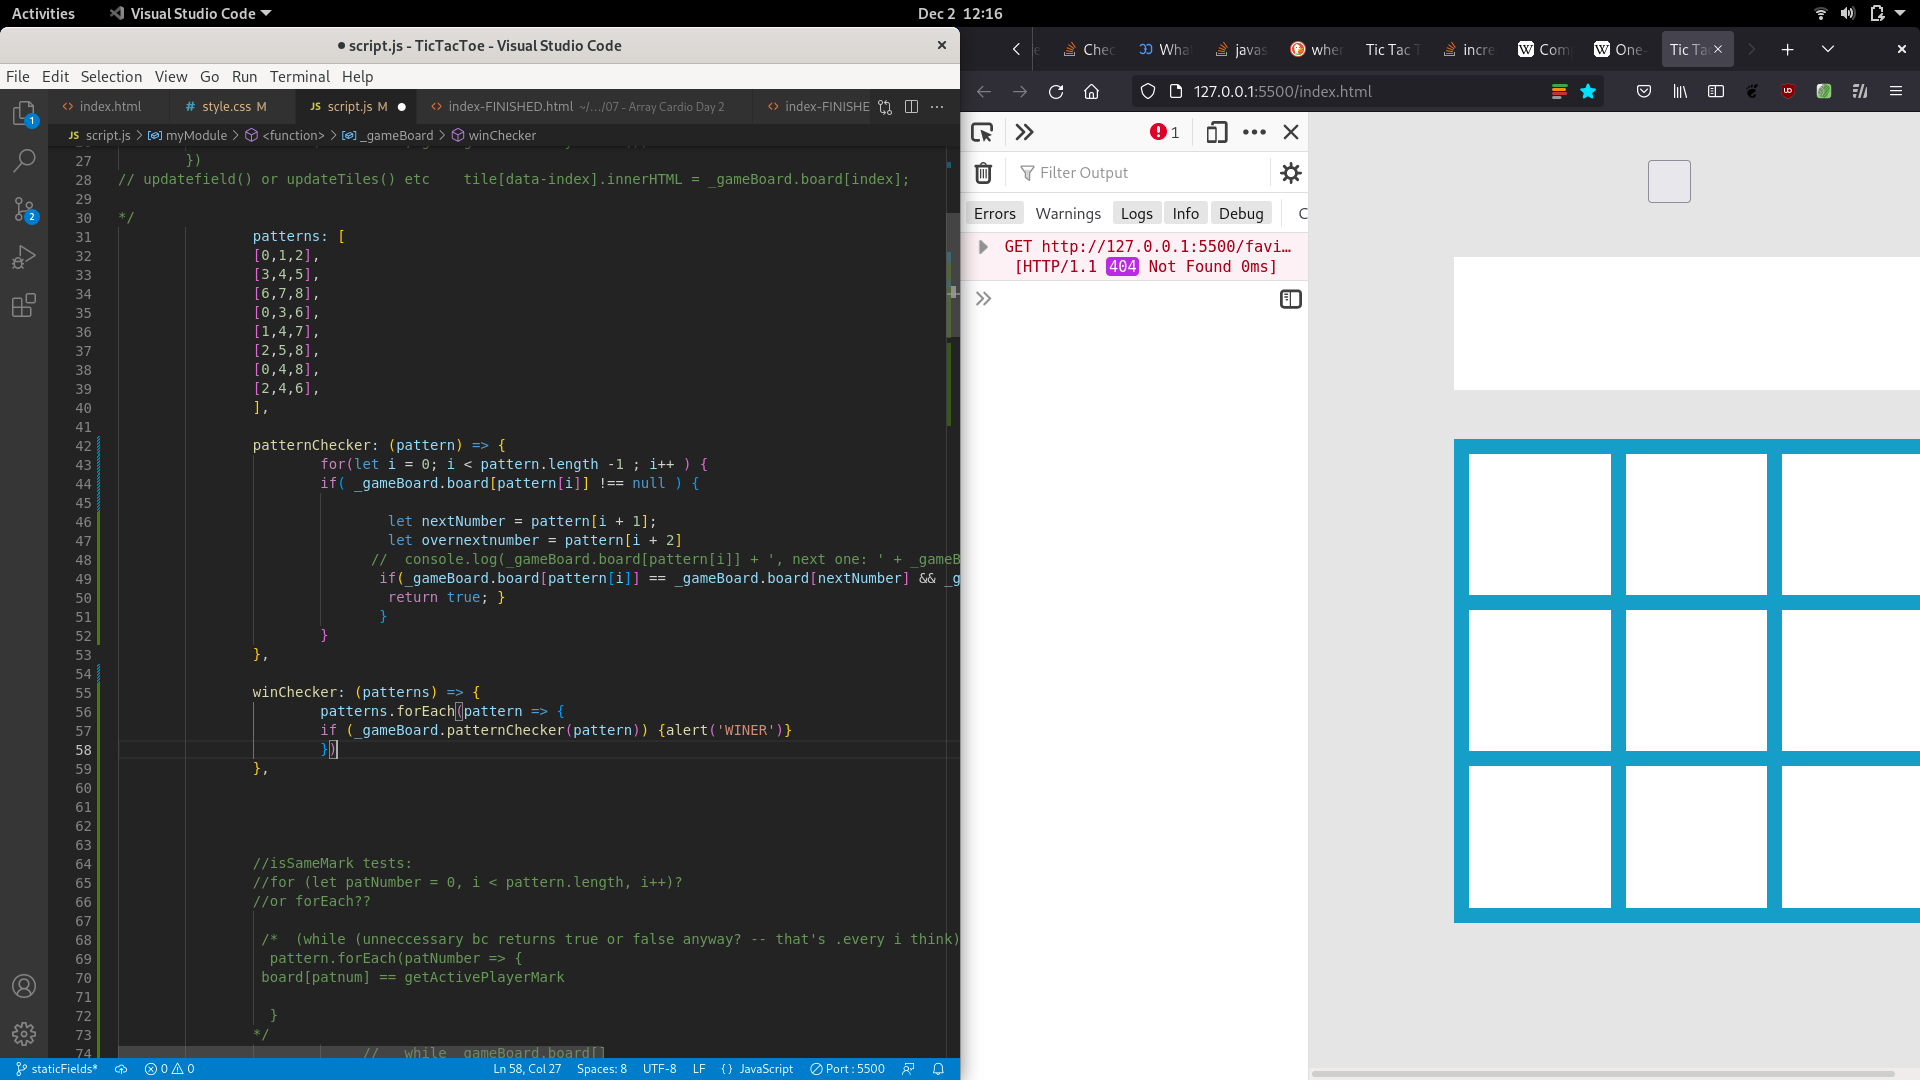 Activities
Visual Studio Code
Dec 2 12:16
script.js - TicTacToe - Visual Studio Code
File Edit Selection View Go Run Terminal Help
index.html
style.css M
script.js M
index-FINISHED.html ~/.../07 - Array Cardio Day 2
index-FINISHE
script.js > myModule > <function> > _gameBoard > winChecker
27 })
28 // updatefield() or updateTiles() etc    tile[data-index].innerHTML = _gameBoard.board[index];
29
30 */
31 patterns: [
32 [0,1,2],
33 [3,4,5],
34 [6,7,8],
35 [0,3,6],
36 [1,4,7],
37 [2,5,8],
38 [0,4,8],
39 [2,4,6],
40 ],
41
42 patternChecker: (pattern) => {
43 for(let i = 0; i < pattern.length -1 ; i++ ) {
44 if( _gameBoard.board[pattern[i]] !== null ) {
45
46 let nextNumber = pattern[i + 1];
47 let overnextnumber = pattern[i + 2]
48 //  console.log(_gameBoard.board[pattern[i]] + ', next one: ' + _gameB
49 if(_gameBoard.board[pattern[i]] == _gameBoard.board[nextNumber] && _g
50 return true; }
51 }
52 }
53 },
54
55 winChecker: (patterns) => {
56 patterns.forEach(pattern => {
57 if (_gameBoard.patternChecker(pattern)) {alert('WINER')}
58 })
59 },
60
61
62
63
64 //isSameMark tests:
65 //for (let patNumber = 0, i < pattern.length, i++)?
66 //or forEach??
67
68 /*  (while (unneccessary bc returns true or false anyway? -- that's .every i think)
69 pattern.forEach(patNumber => {
70 board[patnum] == getActivePlayerMark
71
72 }
73 */
74 //   while _gameBoard.board[]
staticFields*
0 0
Ln 58, Col 27
Spaces: 8
UTF-8
LF
{ } JavaScript
Port : 5500
1
2
Chec
Wha
javas
wher
Tic Tac T
incre
Com
One-
Tic Ta
127.0.0.1:5500/index.html
1
Filter Output
Errors Warnings Logs Info Debug C
GET http://127.0.0.1:5500/favi…
[HTTP/1.1 404 Not Found 0ms]